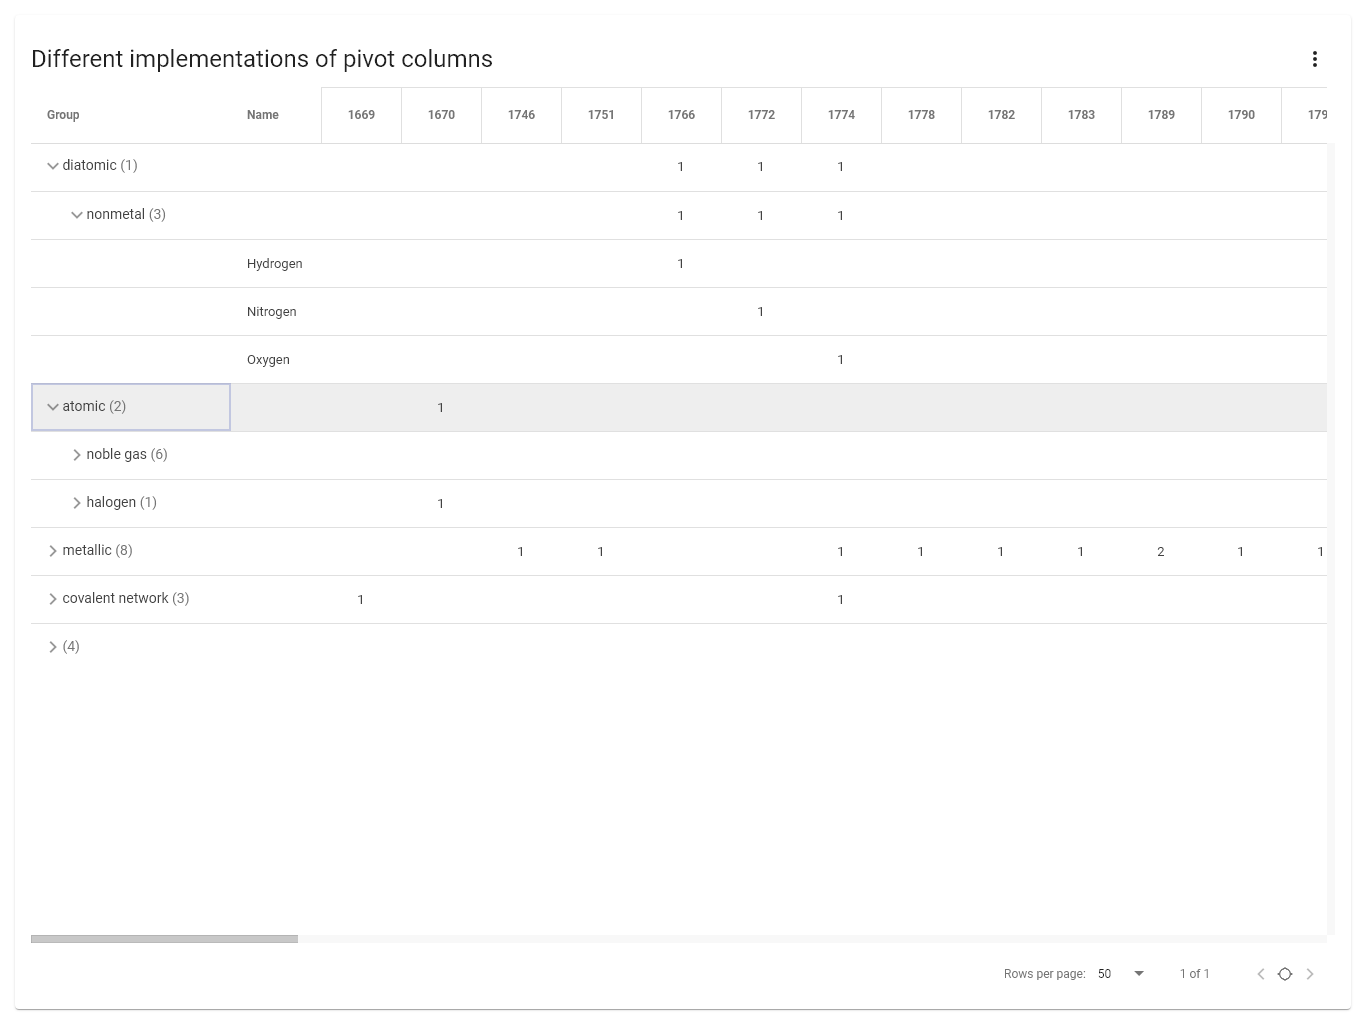 Different implementations of pivot columns
Group Name 1669 1670 1746 1751 1766 1772 1774 1778 1782 1783 1789 1790 179
diatomic (1) 1 1 1
nonmetal (3) 1 1 1
Hydrogen 1
Nitrogen 1
Oxygen 1
atomic (2) 1
noble gas (6)
halogen (1) 1
metallic (8) 1 1 1 1 1 1 2 1 1
covalent network (3) 1 1
(4)
Rows per page: 50 1 of 1